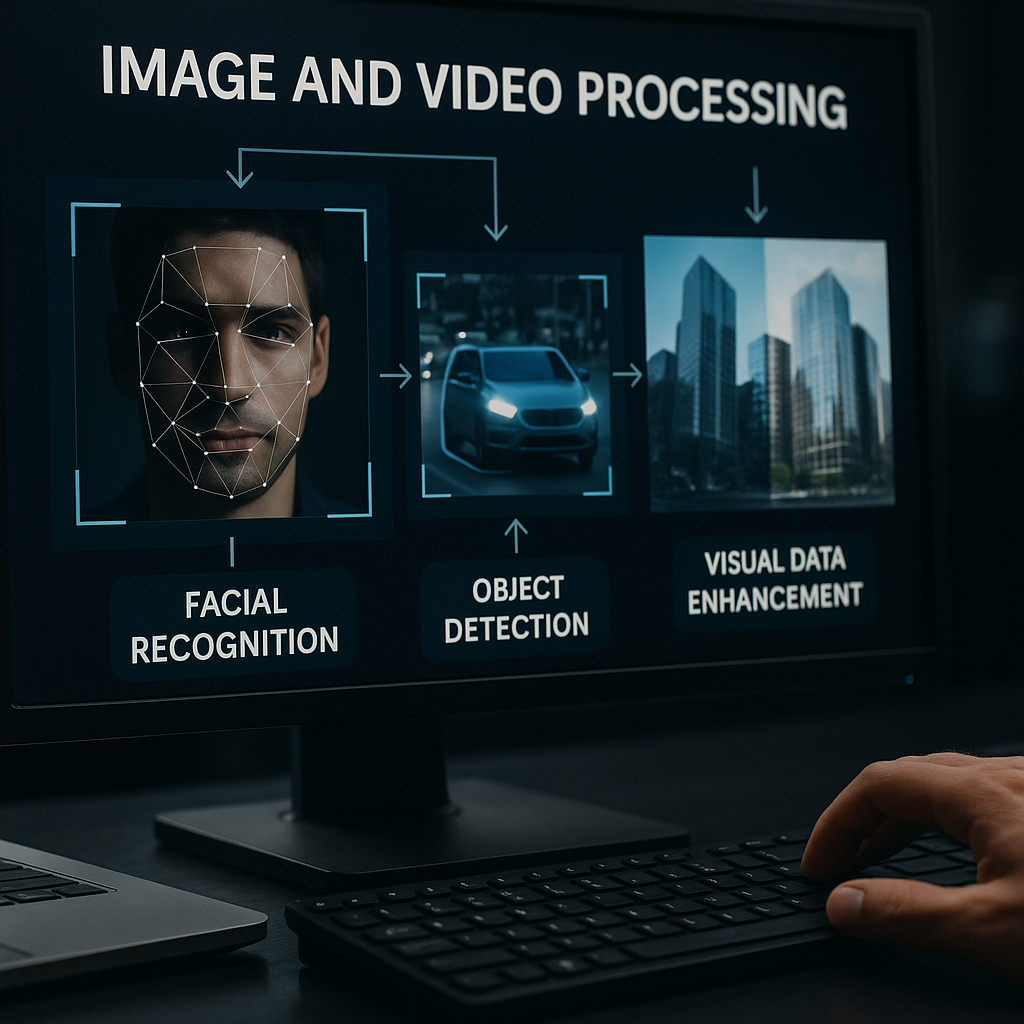 IMAGE AND VIDEO PROCESSING
FACIAL
RECOGNITION
OBJECT
DETECTION
VISUAL DATA
ENHANCEMENT